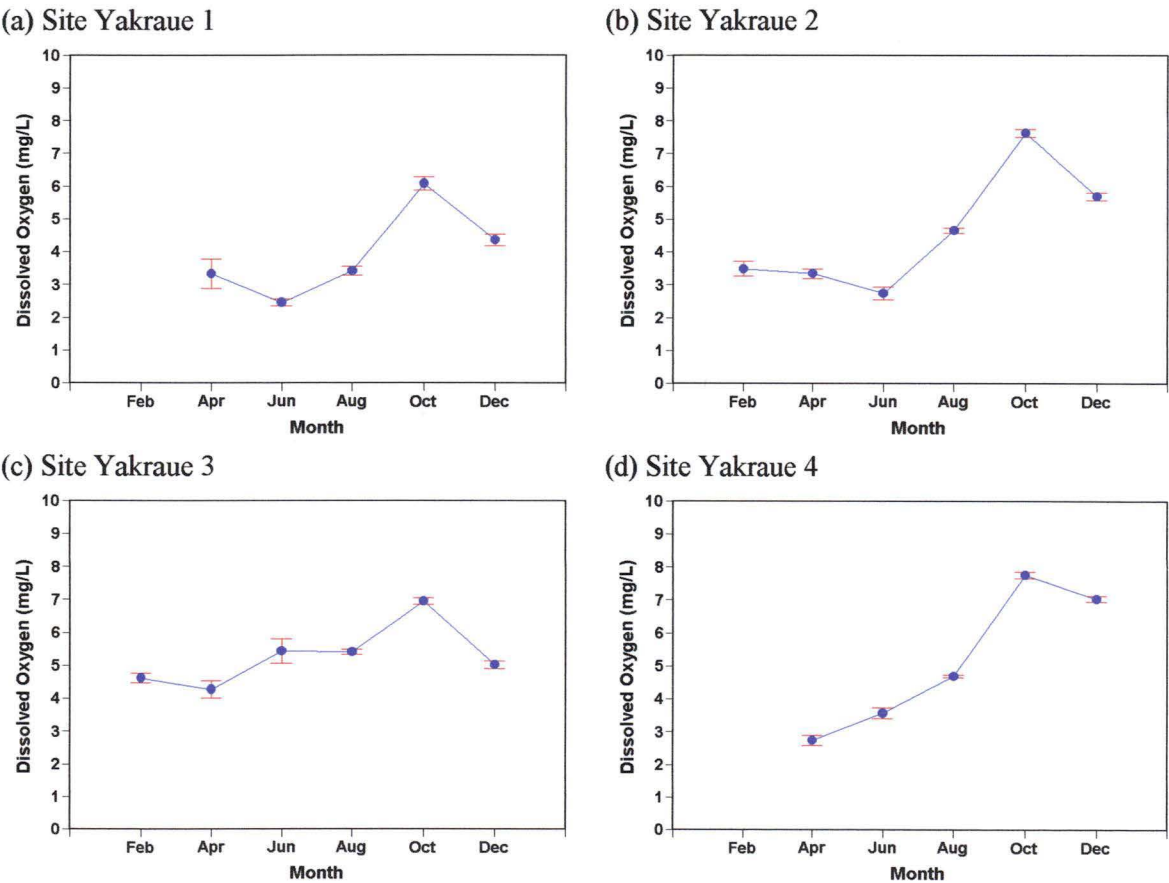 (a) Site Yakraue 1
10
9
8
7
6
5
4
3
2
1
0
Dissolved Oxygen (mg/L)
Feb Apr Jun Aug Oct Dec
Month
(b) Site Yakraue 2
10
9
8
7
6
5
4
3
2
1
0
Dissolved Oxygen (mg/L)
Feb Apr Jun Aug Oct Dec
Month
(c) Site Yakraue 3
10
9
8
7
6
5
4
3
2
1
0
Dissolved Oxygen (mg/L)
Feb Apr Jun Aug Oct Dec
Month
(d) Site Yakraue 4
10
9
8
7
6
5
4
3
2
1
0
Dissolved Oxygen (mg/L)
Feb Apr Jun Aug Oct Dec
Month